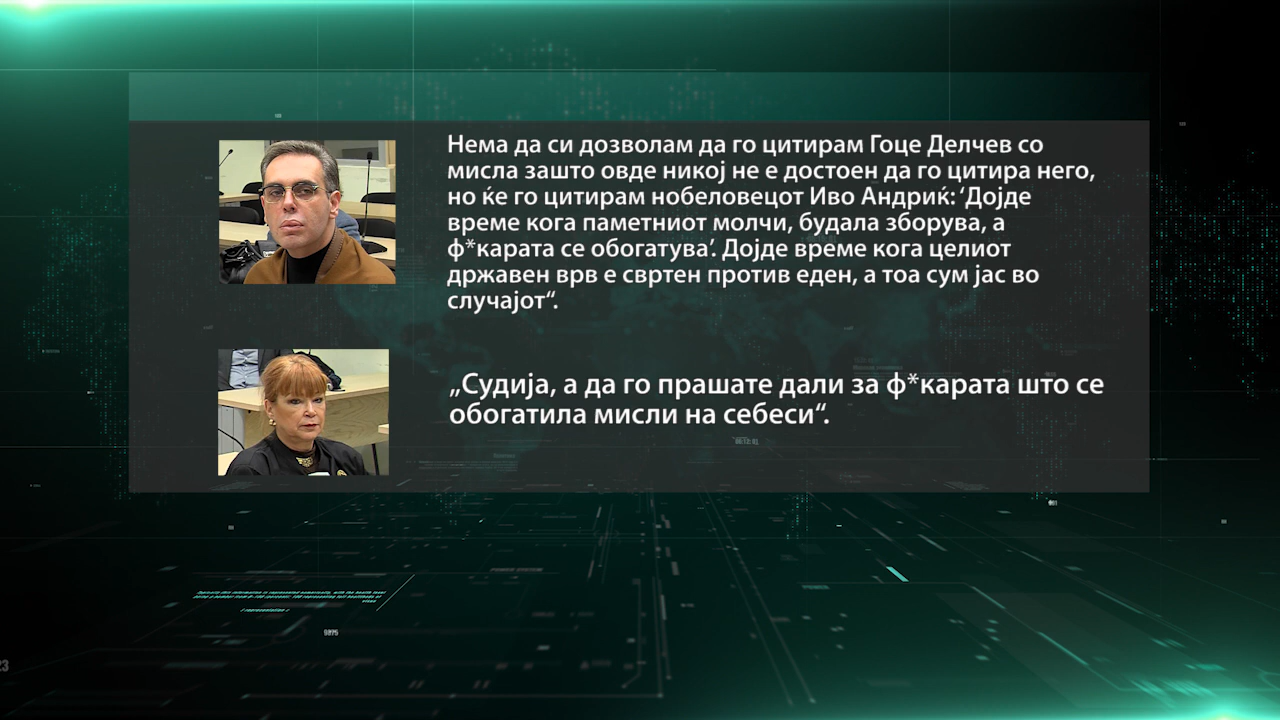 Нема да си дозволам да го цитирам Гоце Делчев со
мисла зашто овде никој не е достоен да го цитира него,
но ќе го цитирам нобеловецот Иво Андриќ: ‘Дојде
време кога паметниот молчи, будала зборува, а
ф*карата се обогатува’. Дојде време кога целиот
државен врв е свртен против еден, а тоа сум јас во
случајот“.
„Судија, а да го прашате дали за ф*карата што се
обогатила мисли на себеси“.
9075
23